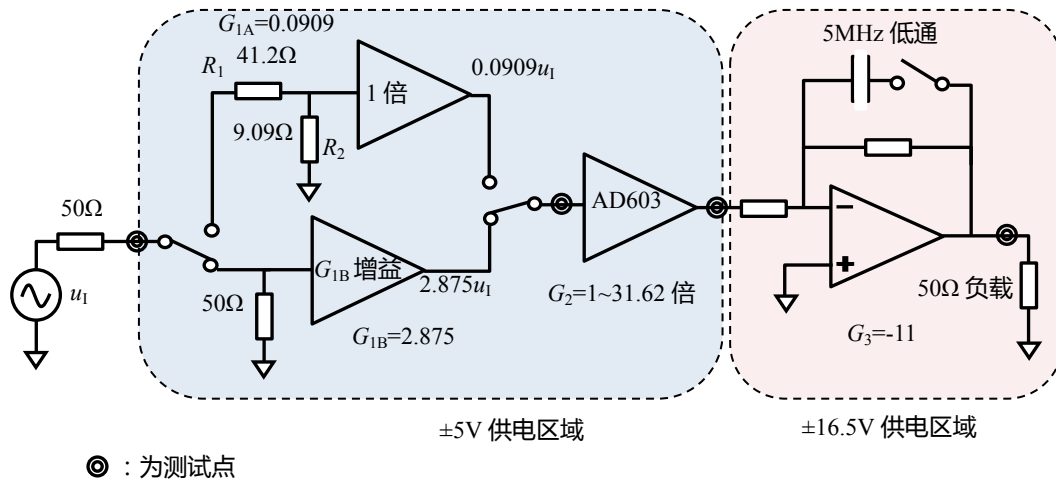 G1A=0.0909
41.2Ω
R1
1 倍
0.0909uI
9.09Ω
R2
5MHz 低通
50Ω
AD603
uI
50Ω
G1B 增益
2.875uI
G1B=2.875
G2=1~31.62 倍
50Ω 负载
G3=-11
±5V 供电区域
±16.5V 供电区域
：为测试点